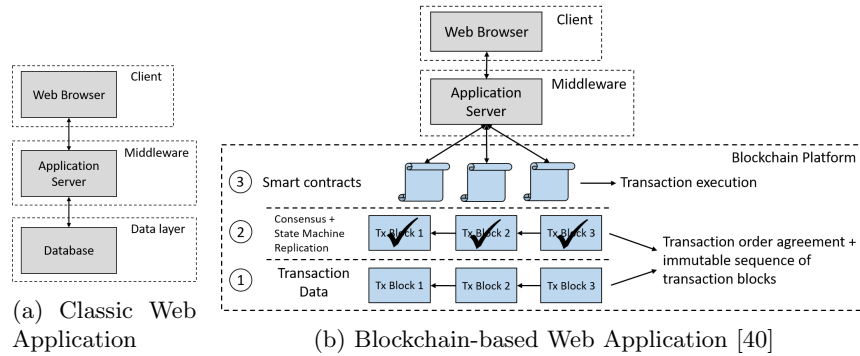 Client
Web Browser
Middleware
Application
Server
Data layer
Database
(a) Classic Web
Application
Client
Web Browser
Middleware
Application
Server
Blockchain Platform
3 Smart contracts
Transaction execution
2 Consensus +
State Machine
Replication
Tx Block 1 Tx Block 2 Tx Block 3
Transaction order agreement +
immutable sequence of
transaction blocks
1 Transaction
Data
Tx Block 1 Tx Block 2 Tx Block 3
(b) Blockchain-based Web Application [40]